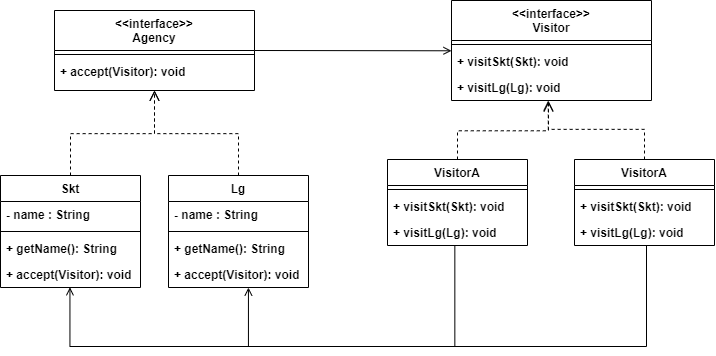 <<interface>>
Agency
+ accept(Visitor): void
<<interface>>
Visitor
+ visitSkt(Skt): void
+ visitLg(Lg): void
Skt
- name : String
+ getName(): String
+ accept(Visitor): void
Lg
- name : String
+ getName(): String
+ accept(Visitor): void
VisitorA
+ visitSkt(Skt): void
+ visitLg(Lg): void
VisitorA
+ visitSkt(Skt): void
+ visitLg(Lg): void